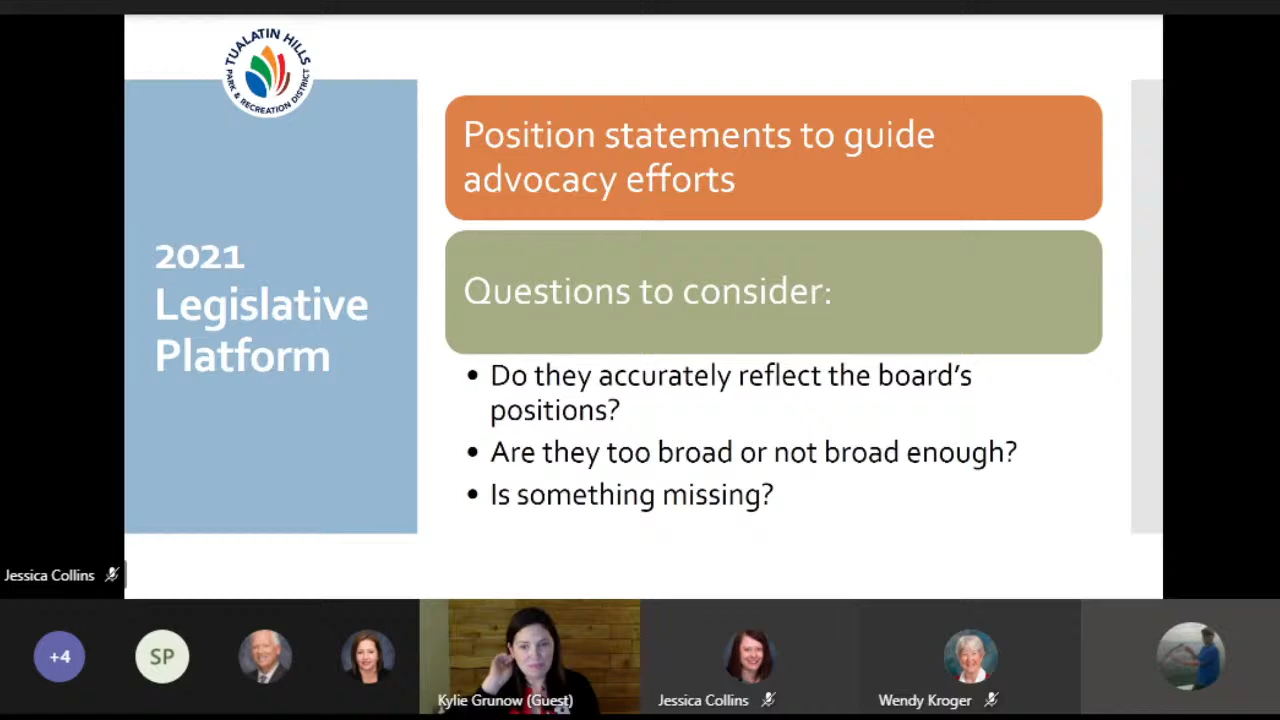 TUALATIN HILLS
PARK & RECREATION DISTRICT
2021
Legislative
Platform
Position statements to guide
advocacy efforts
Questions to consider:
• Do they accurately reflect the board's
positions?
• Are they too broad or not broad enough?
• Is something missing?
Jessica Collins
+4
SP
Kylie Grunow (Guest)
Jessica Collins
Wendy Kroger